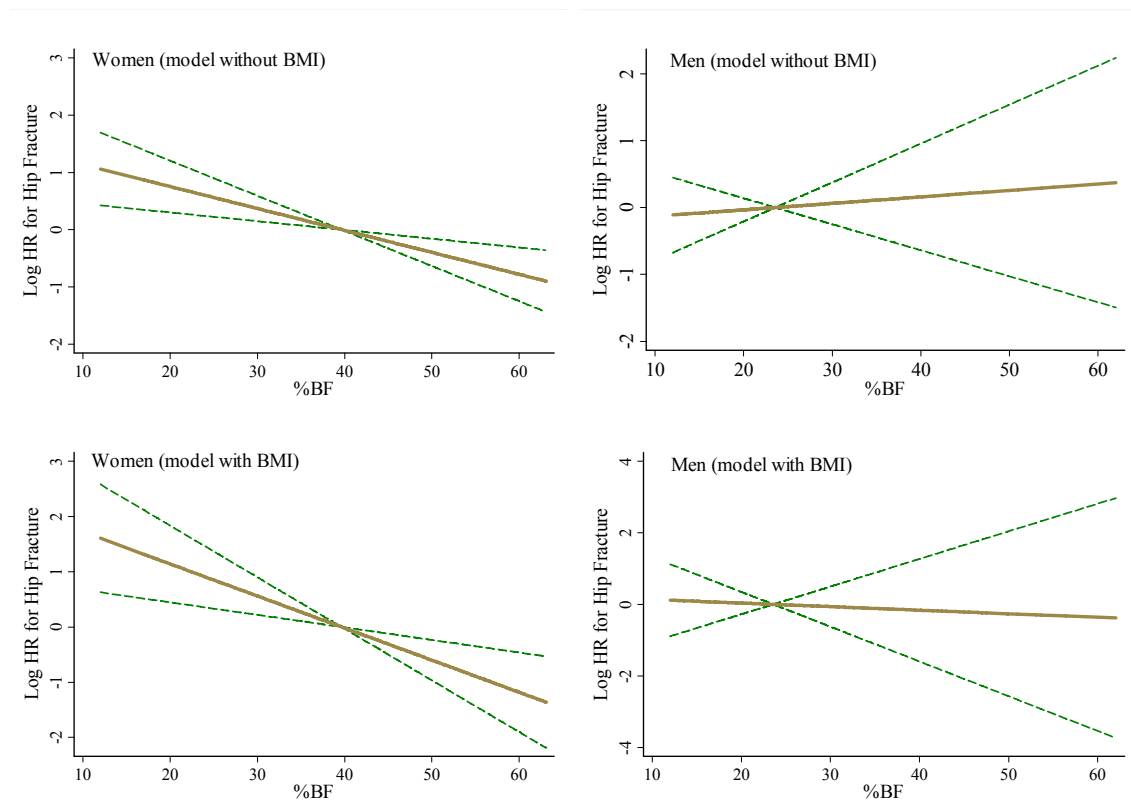 Women (model without BMI)
Log HR for Hip Fracture
3
2
1
0
-1
-2
10 20 30 40 50 60
%BF
Men (model without BMI)
Log HR for Hip Fracture
2
1
0
-1
-2
10 20 30 40 50 60
%BF
Women (model with BMI)
Log HR for Hip Fracture
3
2
1
0
-1
-2
10 20 30 40 50 60
%BF
Men (model with BMI)
Log HR for Hip Fracture
4
2
0
-2
-4
10 20 30 40 50 60
%BF